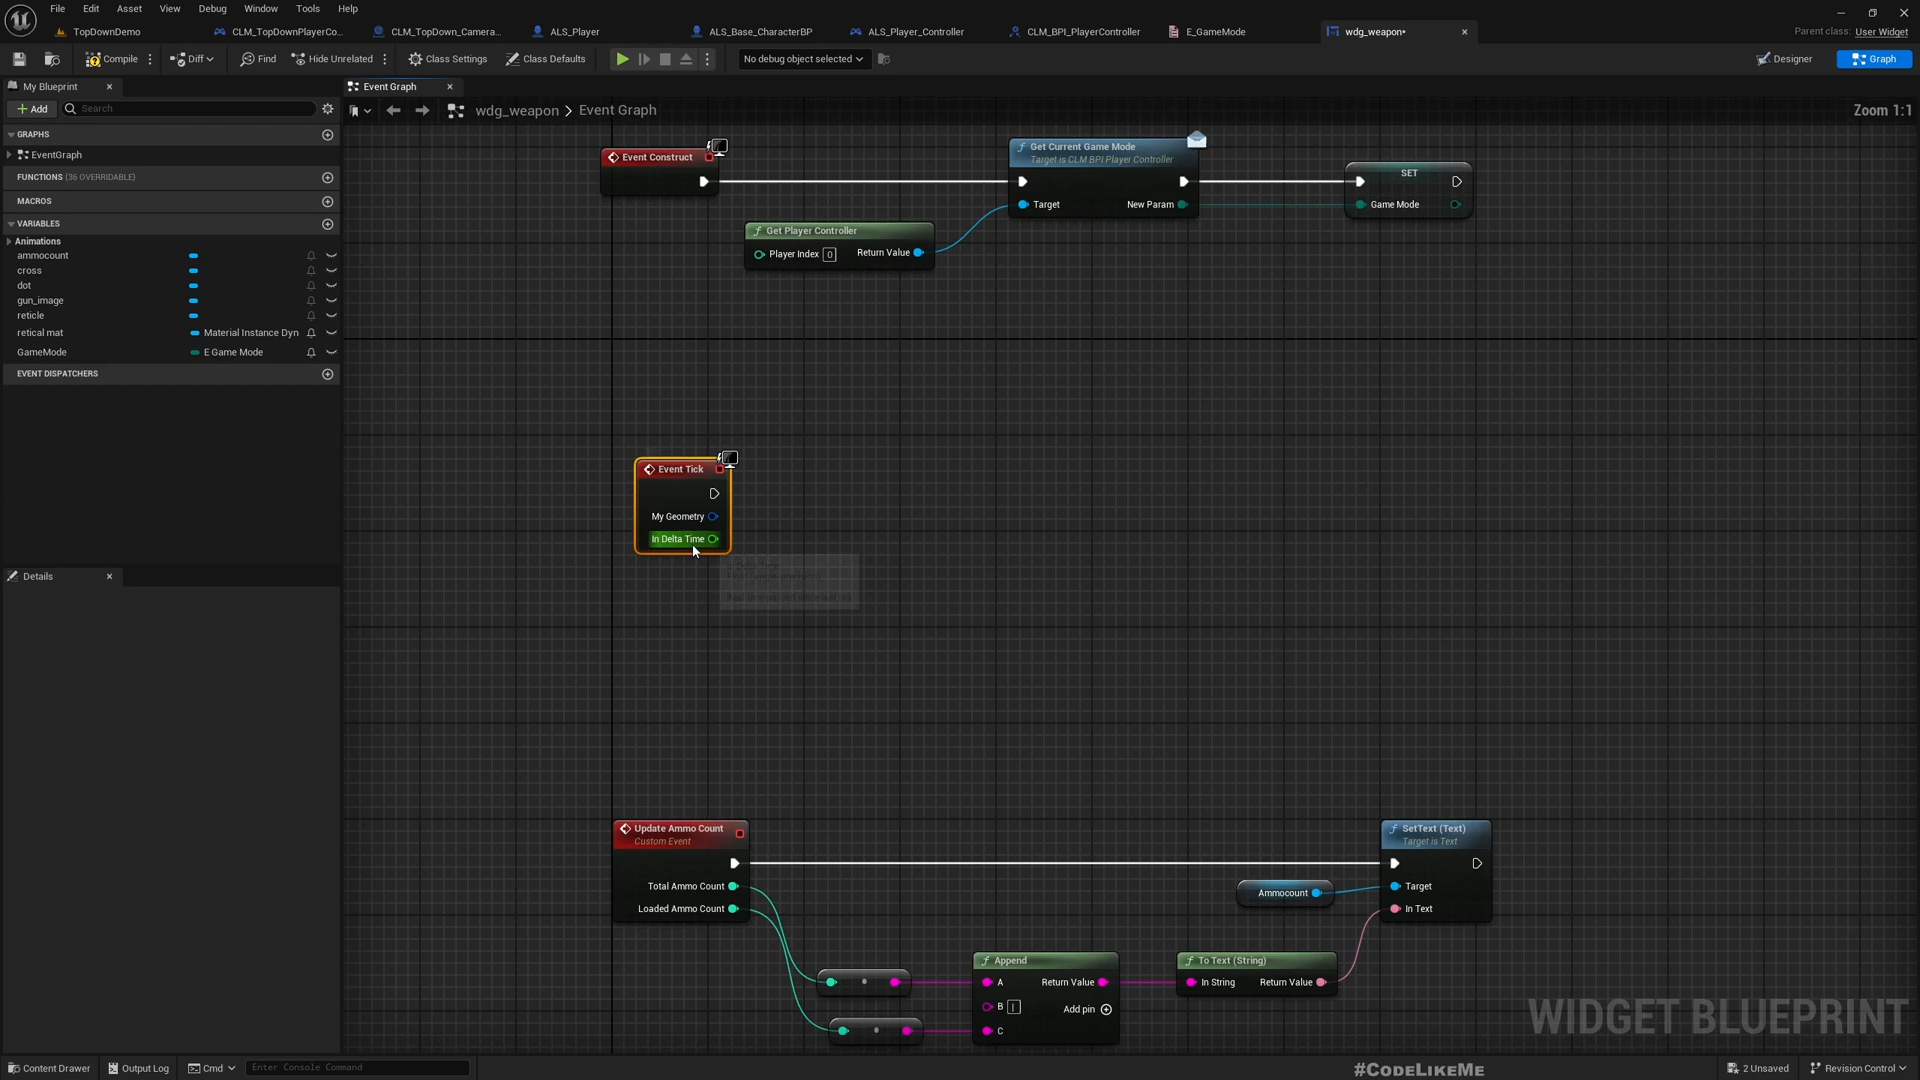 File Edit Asset View Window Debug Tools Help
TopDownDemo
CLM_TopDownPlayerCo...
CLM_TopDown_Camera...
ALS_Player
ALS_Base_CharacterBP
ALS_Player_Controller
CLM_BPI_PlayerController
E_GameMode
wdg_weapon•
Parent class: User Widget
Compile Diff Find Hide Unrelated Class Settings Class Defaults No debug object selected Designer Graph
My Blueprint
Event Graph
Add Search
wdg_weapon > Event Graph
Zoom 1:1
GRAPHS
EventGraph
FUNCTIONS (36 OVERRIDABLE)
MACROS
VARIABLES
Animations
ammocount
cross
dot
gun_image
reticle
retical mat Material Instance Dyn
GameMode E Game Mode
EVENT DISPATCHERS
Details
Event Construct
Get Current Game Mode
Target is CLM BPI Player Controller
Target New Param
SET
Game Mode
Get Player Controller
Player Index 0 Return Value
Event Tick
My Geometry
In Delta Time
Update Ammo Count
Custom Event
Total Ammo Count
Loaded Ammo Count
SetText (Text)
Target is Text
Target
In Text
Ammocount
Append
A Return Value
B | Add pin
C
To Text (String)
In String Return Value
WIDGET BLUEPRINT
Content Drawer Output Log Cmd Enter Console Command #CODELIKEME 2 Unsaved Revision Control